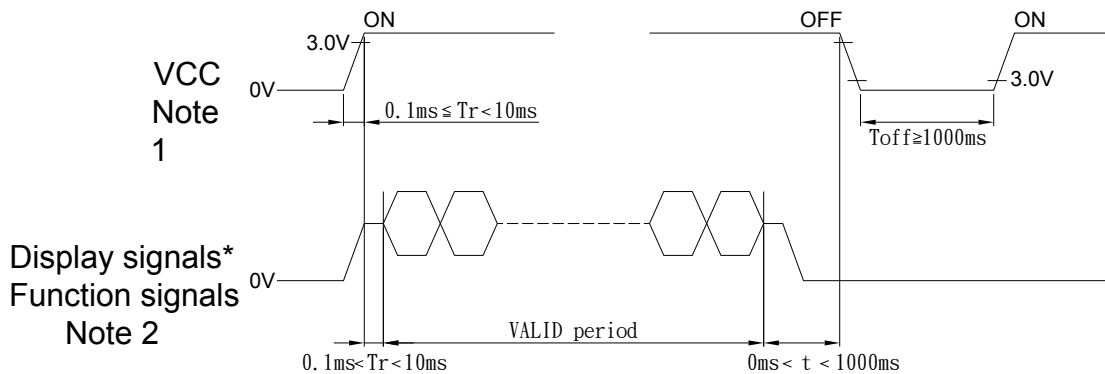 ON
OFF
ON
3.0V
VCC
Note
1
0V
3.0V
0.1ms≦Tr<10ms
Toff≧1000ms
Display signals*
Function signals
Note 2
0V
VALID period
0.1ms<Tr<10ms
0ms< t <1000ms